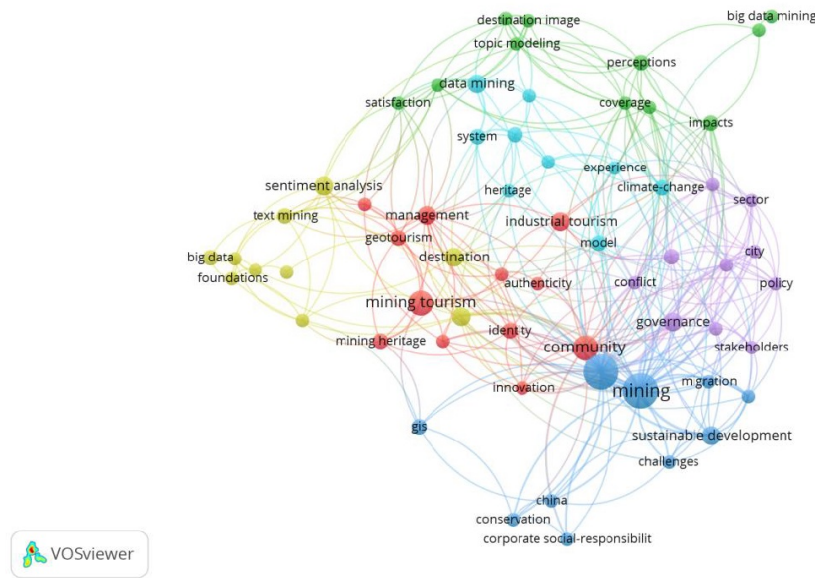 destination image
big data mining
topic modeling
perceptions
data mining
satisfaction
coverage
impacts
system
experience
sentiment analysis
heritage
climate-change
sector
text mining
management
industrial tourism
geotourism
model
big data
destination
city
foundations
authenticity
conflict
policy
mining tourism
governance
identity
mining heritage
community
stakeholders
innovation
mining
migration
gis
sustainable development
challenges
china
conservation
corporate social-responsibilit
VOSviewer